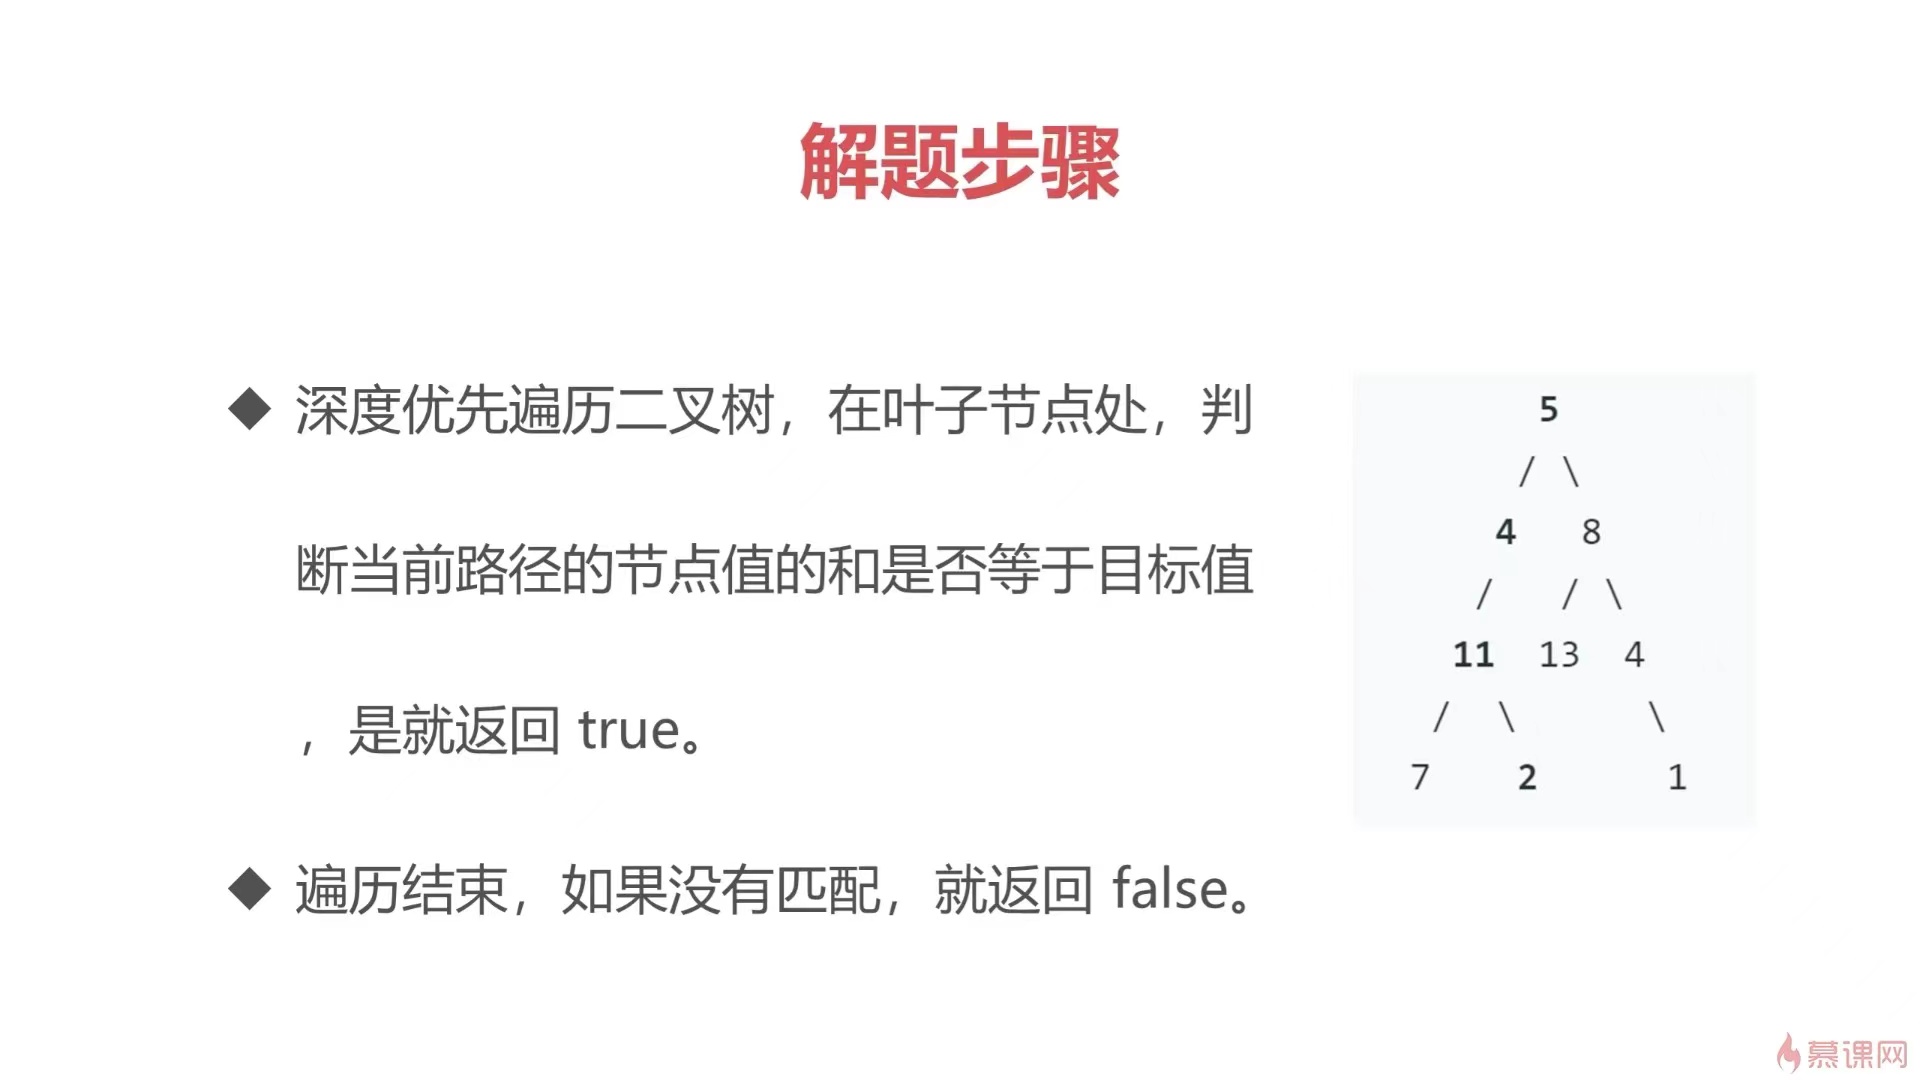 解题步骤
◆ 深度优先遍历二叉树，在叶子节点处，判
断当前路径的节点值的和是否等于目标值
，是就返回 true。
◆ 遍历结束，如果没有匹配，就返回 false。
5
/ \
4 8
/ / \
11 13 4
/ \ \
7 2 1
慕课网